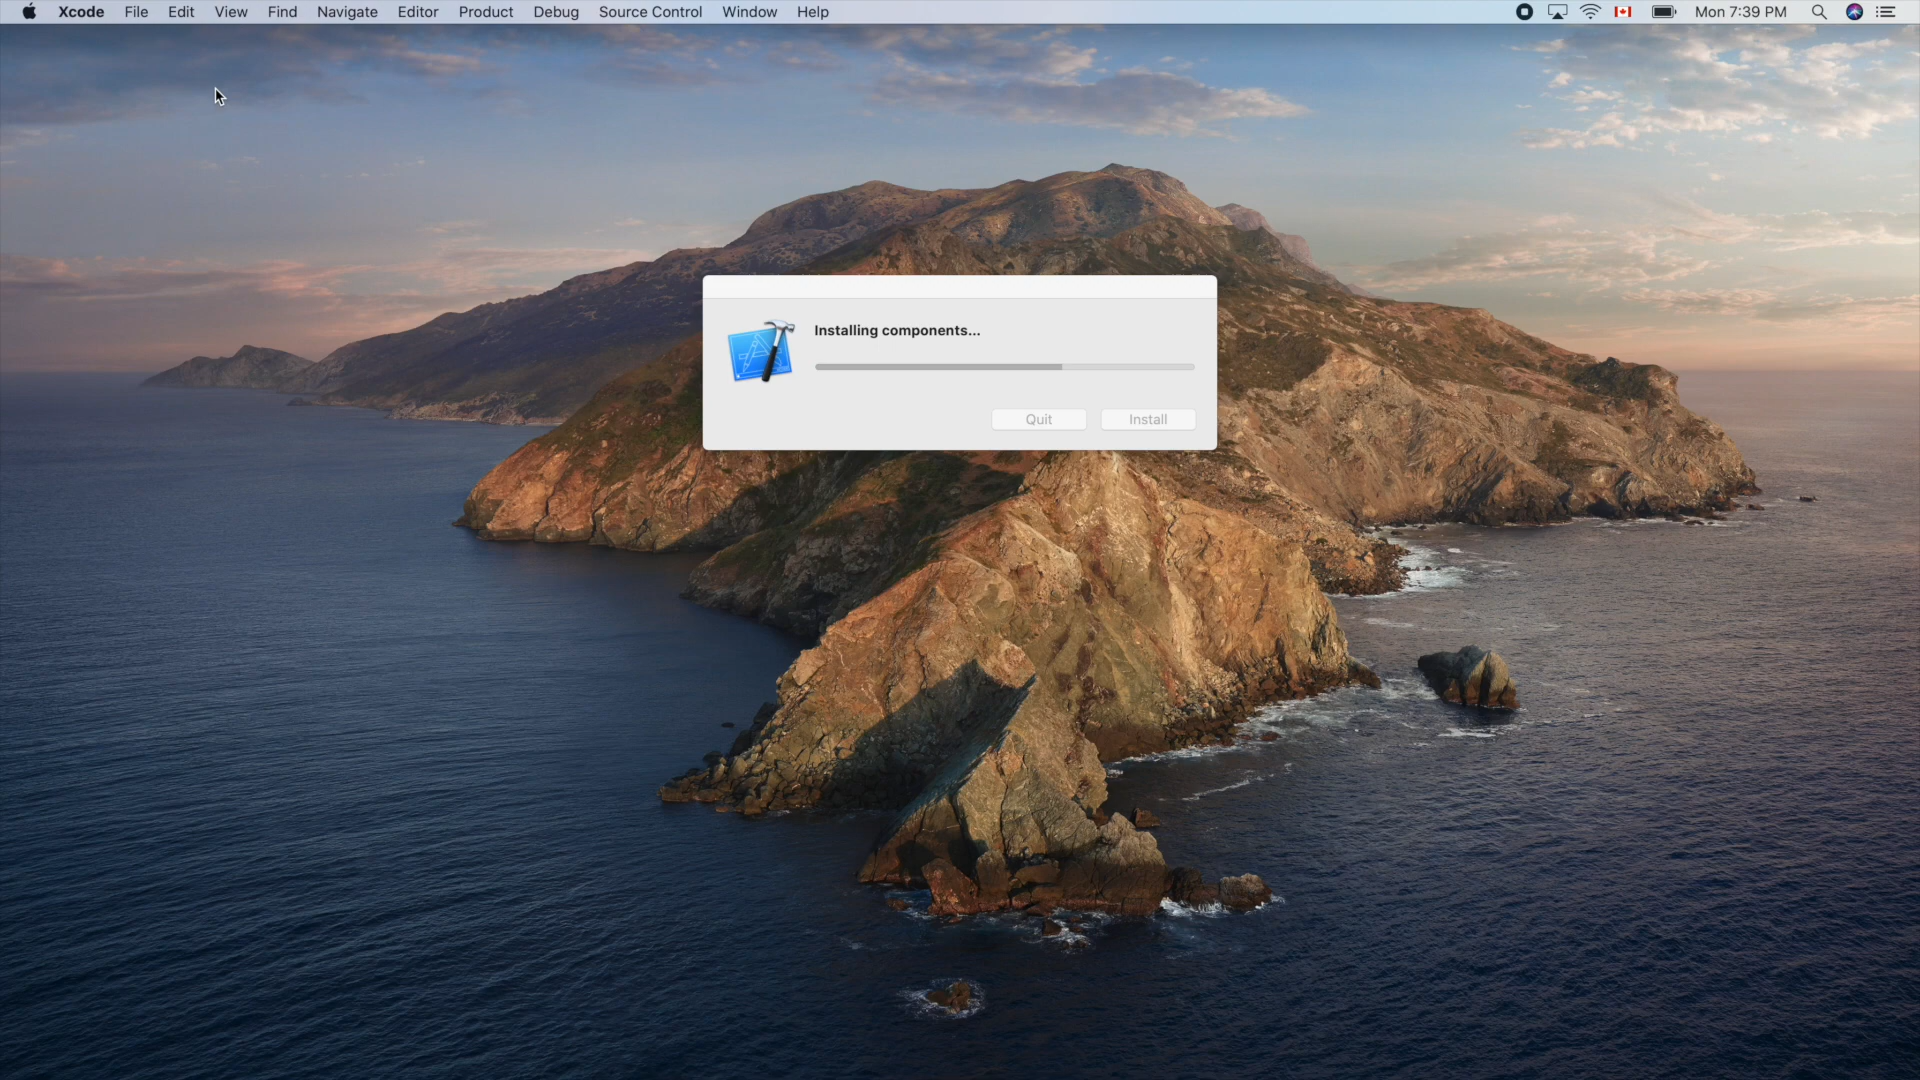 Xcode File Edit View Find Navigate Editor Product Debug Source Control Window Help Mon 7:39 PM
Installing components...
Quit Install